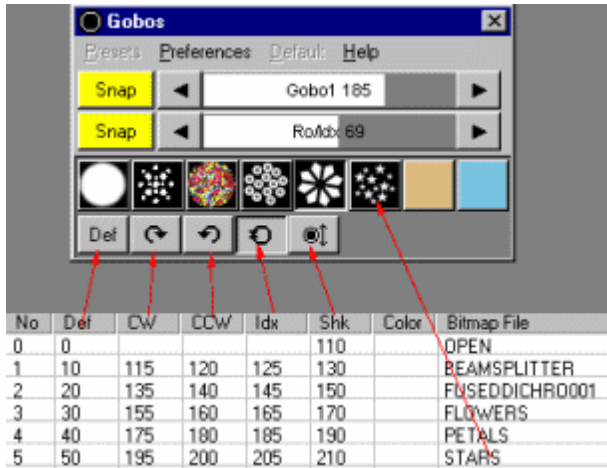 Gobos
Presets Preferences Default: Help
Snap Gobo1 185
Snap Ro/Idx 69
Def
No Def CW CCW Idx Shk Color Bitmap File
0 0 110 OPEN
1 10 115 120 125 130 BEAMSPLITTER
2 20 135 140 145 150 FUSEDDICHRO001
3 30 155 160 165 170 FLOWERS
4 40 175 180 185 190 PETALS
5 50 195 200 205 210 STARS